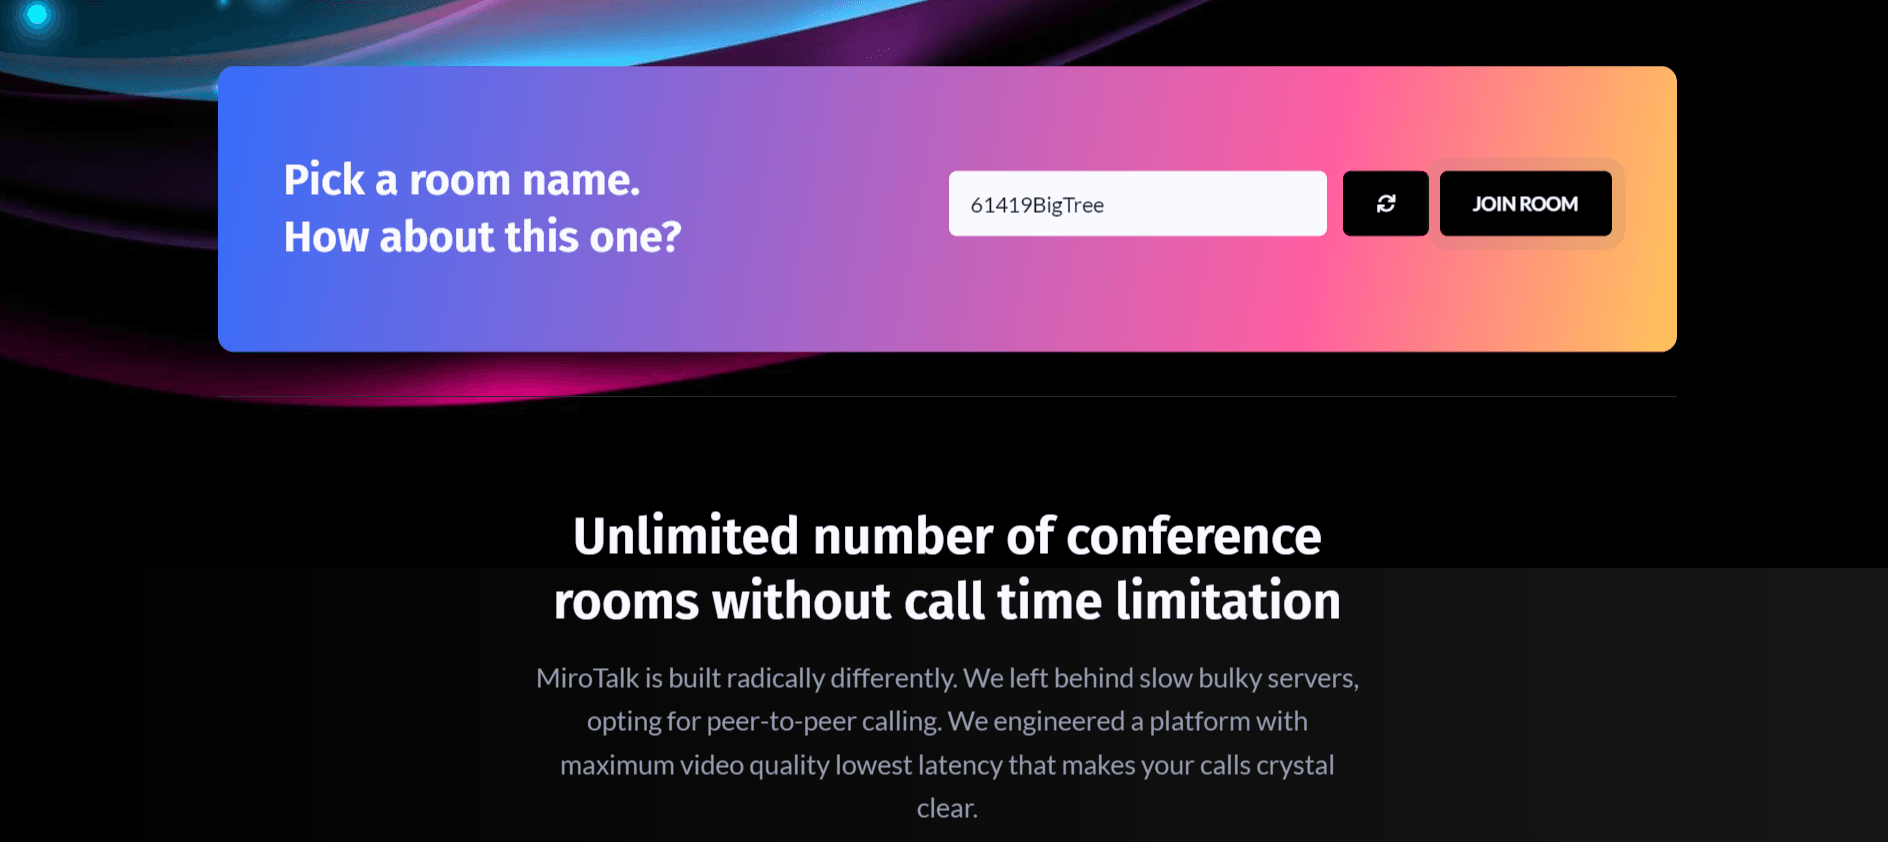 Pick a room name.
How about this one?
61419BigTree
JOIN ROOM
Unlimited number of conference
rooms without call time limitation
MiroTalk is built radically differently. We left behind slow bulky servers,
opting for peer-to-peer calling. We engineered a platform with
maximum video quality lowest latency that makes your calls crystal
clear.